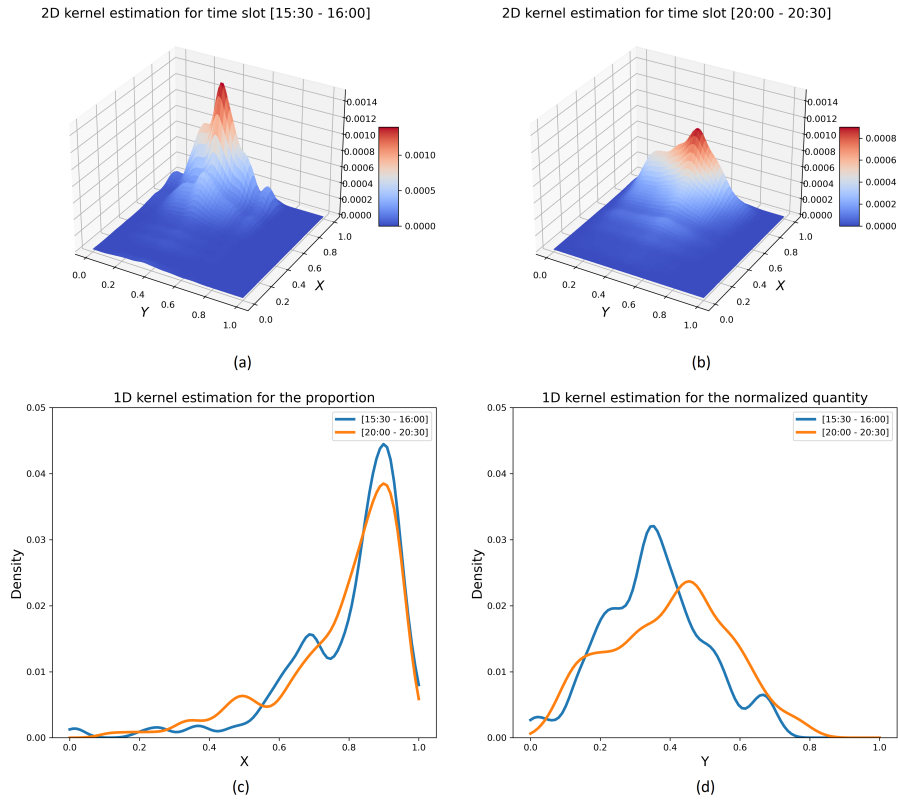 2D kernel estimation for time slot [15:30 - 16:00]
0.0014
0.0012
0.0010
0.0008
0.0006
0.0004
0.0002
0.0000
0.0010
0.0005
0.0000
0.0
0.2
0.4
0.6
0.8
1.0
Y
0.0
0.2
0.4
0.6
0.8
1.0
X
(a)
2D kernel estimation for time slot [20:00 - 20:30]
0.0014
0.0012
0.0010
0.0008
0.0006
0.0004
0.0002
0.0000
0.0008
0.0006
0.0004
0.0002
0.0000
0.0
0.2
0.4
0.6
0.8
1.0
Y
0.0
0.2
0.4
0.6
0.8
1.0
X
(b)
1D kernel estimation for the proportion
[15:30 - 16:00]
[20:00 - 20:30]
0.05
0.04
0.03
0.02
0.01
0.00
Density
0.0 0.2 0.4 0.6 0.8 1.0
X
(c)
1D kernel estimation for the normalized quantity
[15:30 - 16:00]
[20:00 - 20:30]
0.05
0.04
0.03
0.02
0.01
0.00
Density
0.0 0.2 0.4 0.6 0.8 1.0
Y
(d)